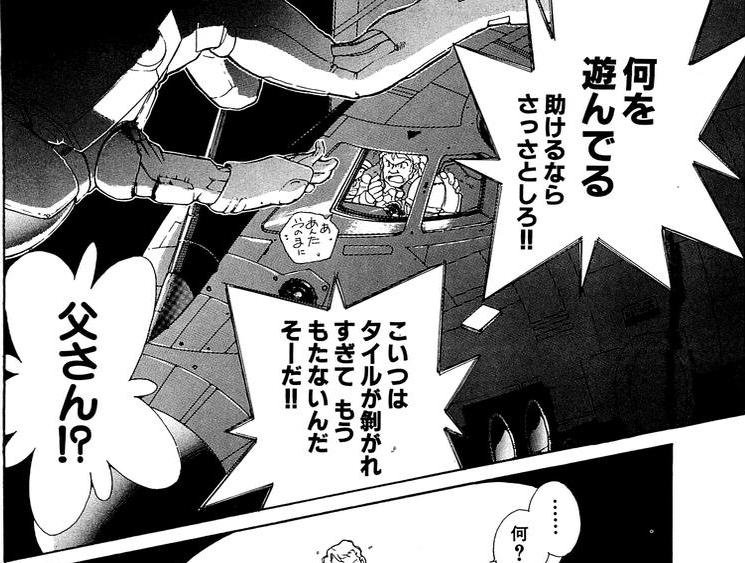 何を
遊んでる
助けるなら
さっさとしろ!!
あ、
あんた
いつのまに
こいつは
タイルが剝がれ
すぎて もう
もたないんだ
そーだ!!
父さん!?
……
何?